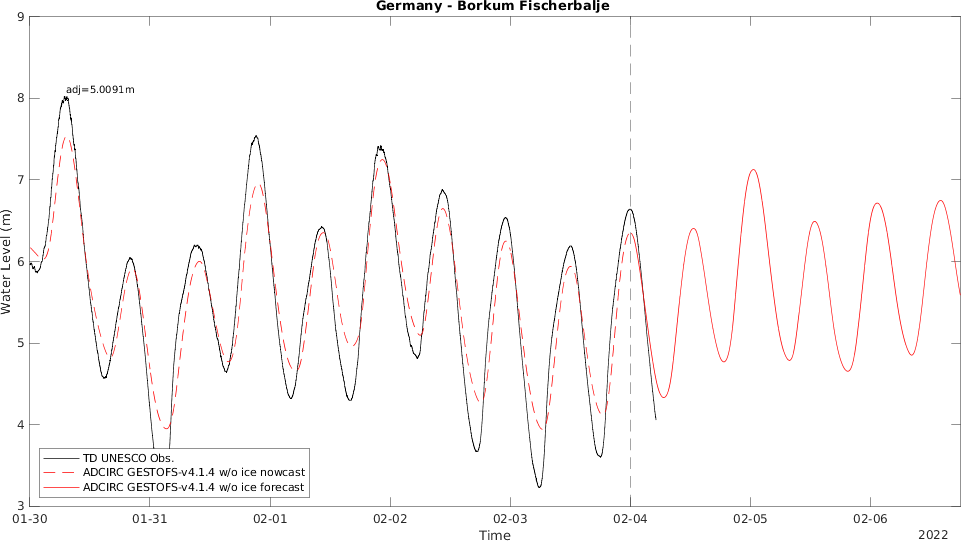 Germany - Borkum Fischerbalje
9
8
7
6
5
4
3
Water Level (m)
adj=5.0091m
TD UNESCO Obs.
ADCIRC GESTOFS-v4.1.4 w/o ice nowcast
ADCIRC GESTOFS-v4.1.4 w/o ice forecast
01-30 01-31 02-01 02-02 02-03 02-04 02-05 02-06
Time
2022